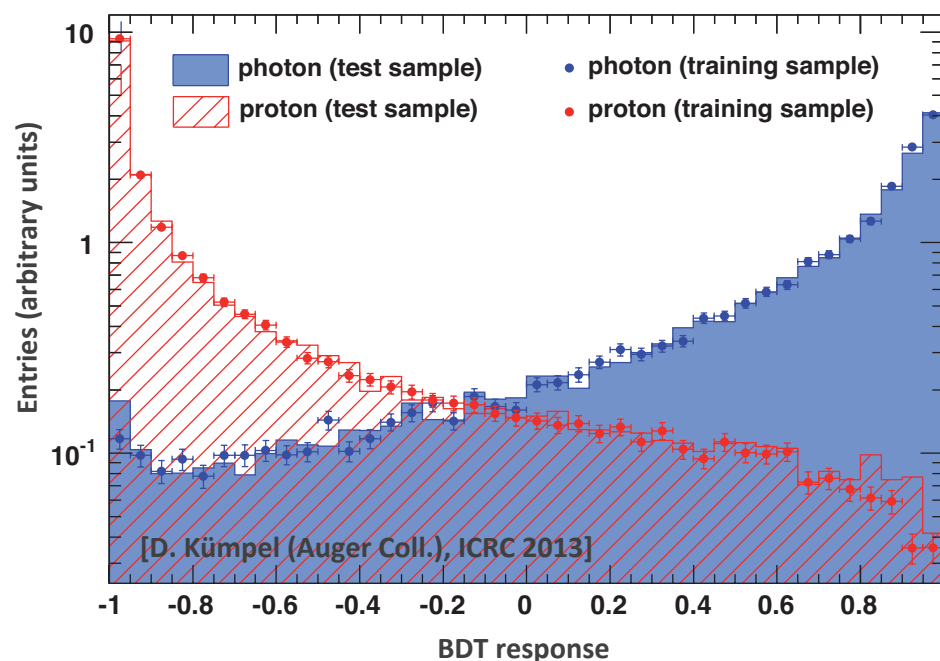 10
photon (test sample)
photon (training sample)
proton (test sample)
proton (training sample)
Entries (arbitrary units)
1
10⁻¹
[D. Kümpel (Auger Coll.), ICRC 2013]
-1 -0.8 -0.6 -0.4 -0.2 0 0.2 0.4 0.6 0.8
BDT response